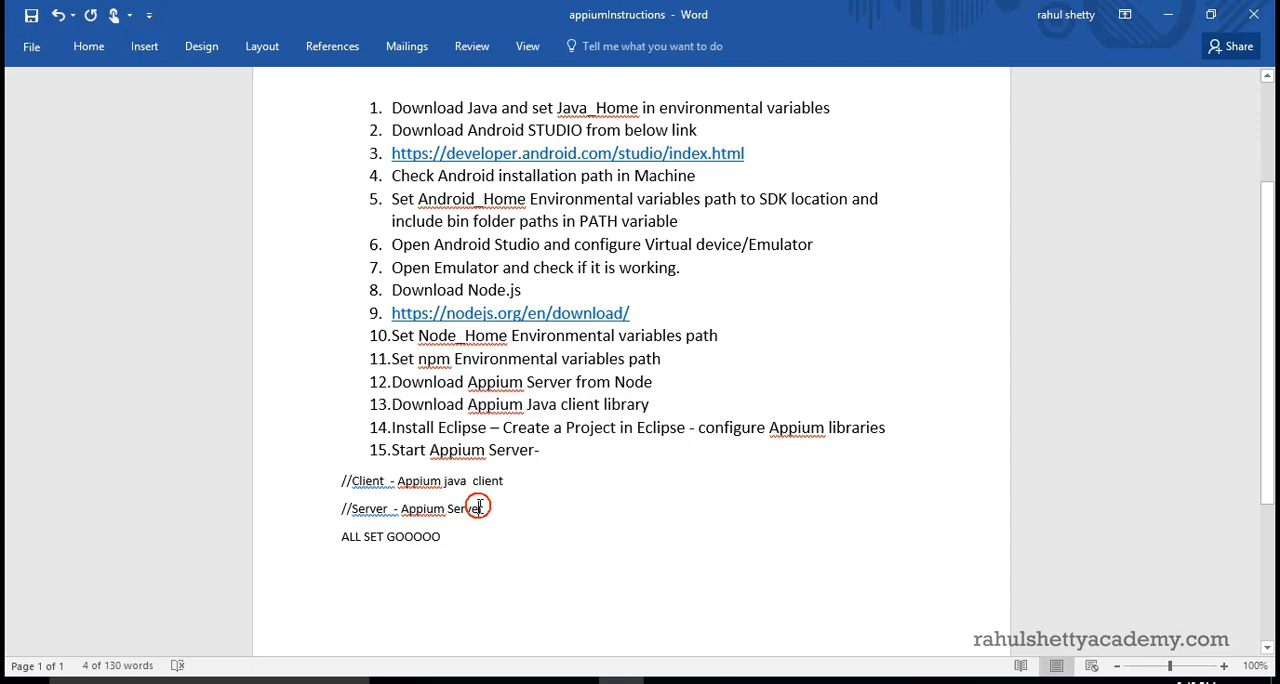 appiumInstructions - Word
rahul shetty
File Home Insert Design Layout References Mailings Review View Tell me what you want to do Share
1. Download Java and set Java_Home in environmental variables
2. Download Android STUDIO from below link
3. https://developer.android.com/studio/index.html
4. Check Android installation path in Machine
5. Set Android_Home Environmental variables path to SDK location and
include bin folder paths in PATH variable
6. Open Android Studio and configure Virtual device/Emulator
7. Open Emulator and check if it is working.
8. Download Node.js
9. https://nodejs.org/en/download/
10. Set Node_Home Environmental variables path
11. Set npm Environmental variables path
12. Download Appium Server from Node
13. Download Appium Java client library
14. Install Eclipse – Create a Project in Eclipse - configure Appium libraries
15. Start Appium Server-
//Client - Appium java client
//Server - Appium Server
ALL SET GOOOOO
rahulshettyacademy.com
Page 1 of 1 4 of 130 words 100%